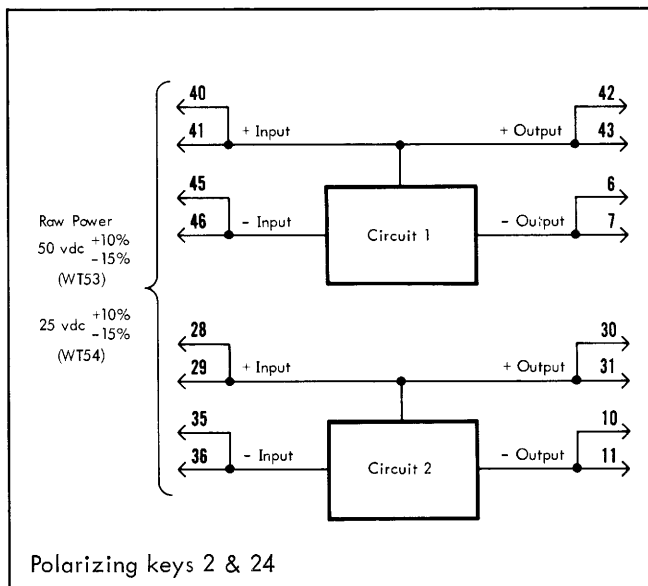 40
42
41
+ Input
+ Output
43
45
6
46
- Input
Circuit 1
- Output
7
Raw Power
50 vdc +10% -15%
(WT53)
25 vdc +10% -15%
(WT54)
28
30
29
+ Input
+ Output
31
35
10
36
- Input
Circuit 2
- Output
11
Polarizing keys 2 & 24